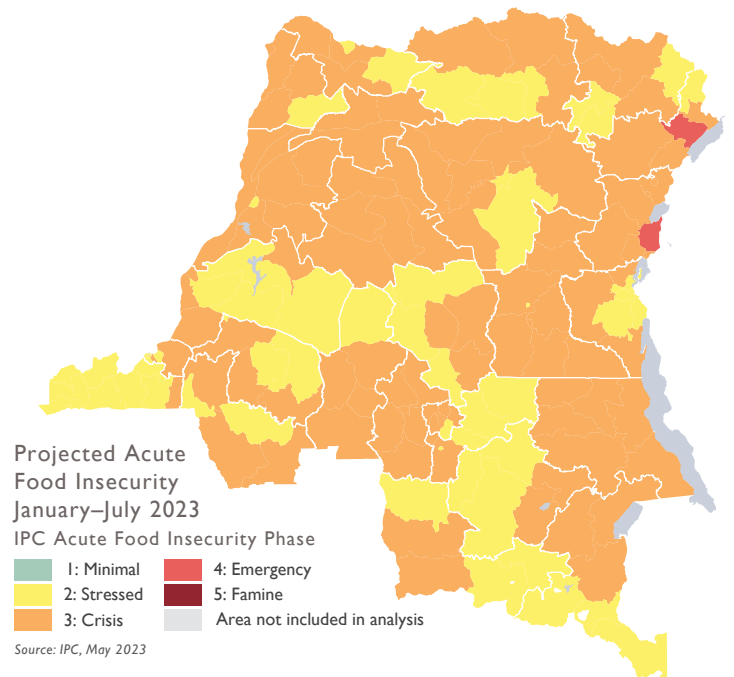 Projected Acute
Food Insecurity
January–July 2023
IPC Acute Food Insecurity Phase
1: Minimal
4: Emergency
2: Stressed
5: Famine
3: Crisis
Area not included in analysis
Source: IPC, May 2023